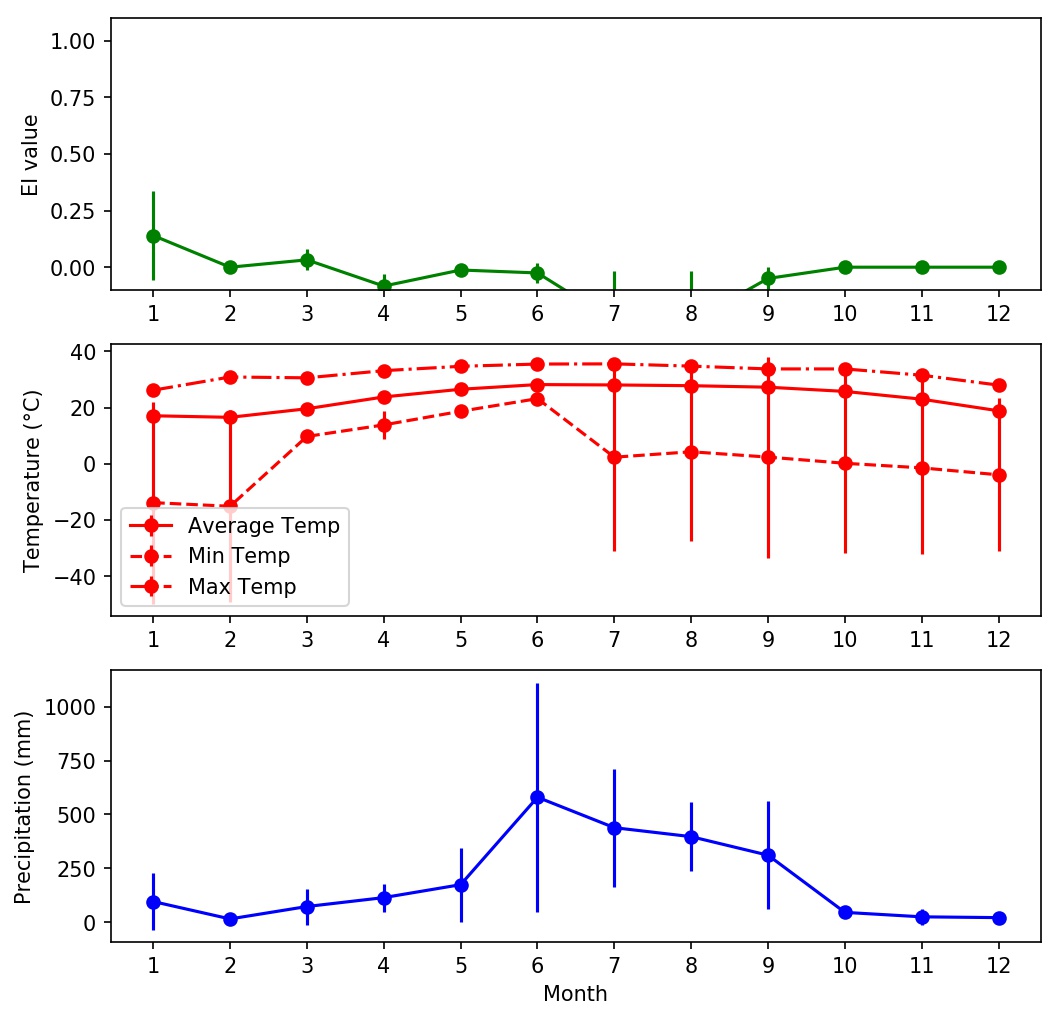 EI value
1.00
0.75
0.50
0.25
0.00
1 2 3 4 5 6 7 8 9 10 11 12
Temperature (°C)
40
20
0
−20
−40
Average Temp
Min Temp
Max Temp
1 2 3 4 5 6 7 8 9 10 11 12
Precipitation (mm)
1000
750
500
250
0
1 2 3 4 5 6 7 8 9 10 11 12
Month